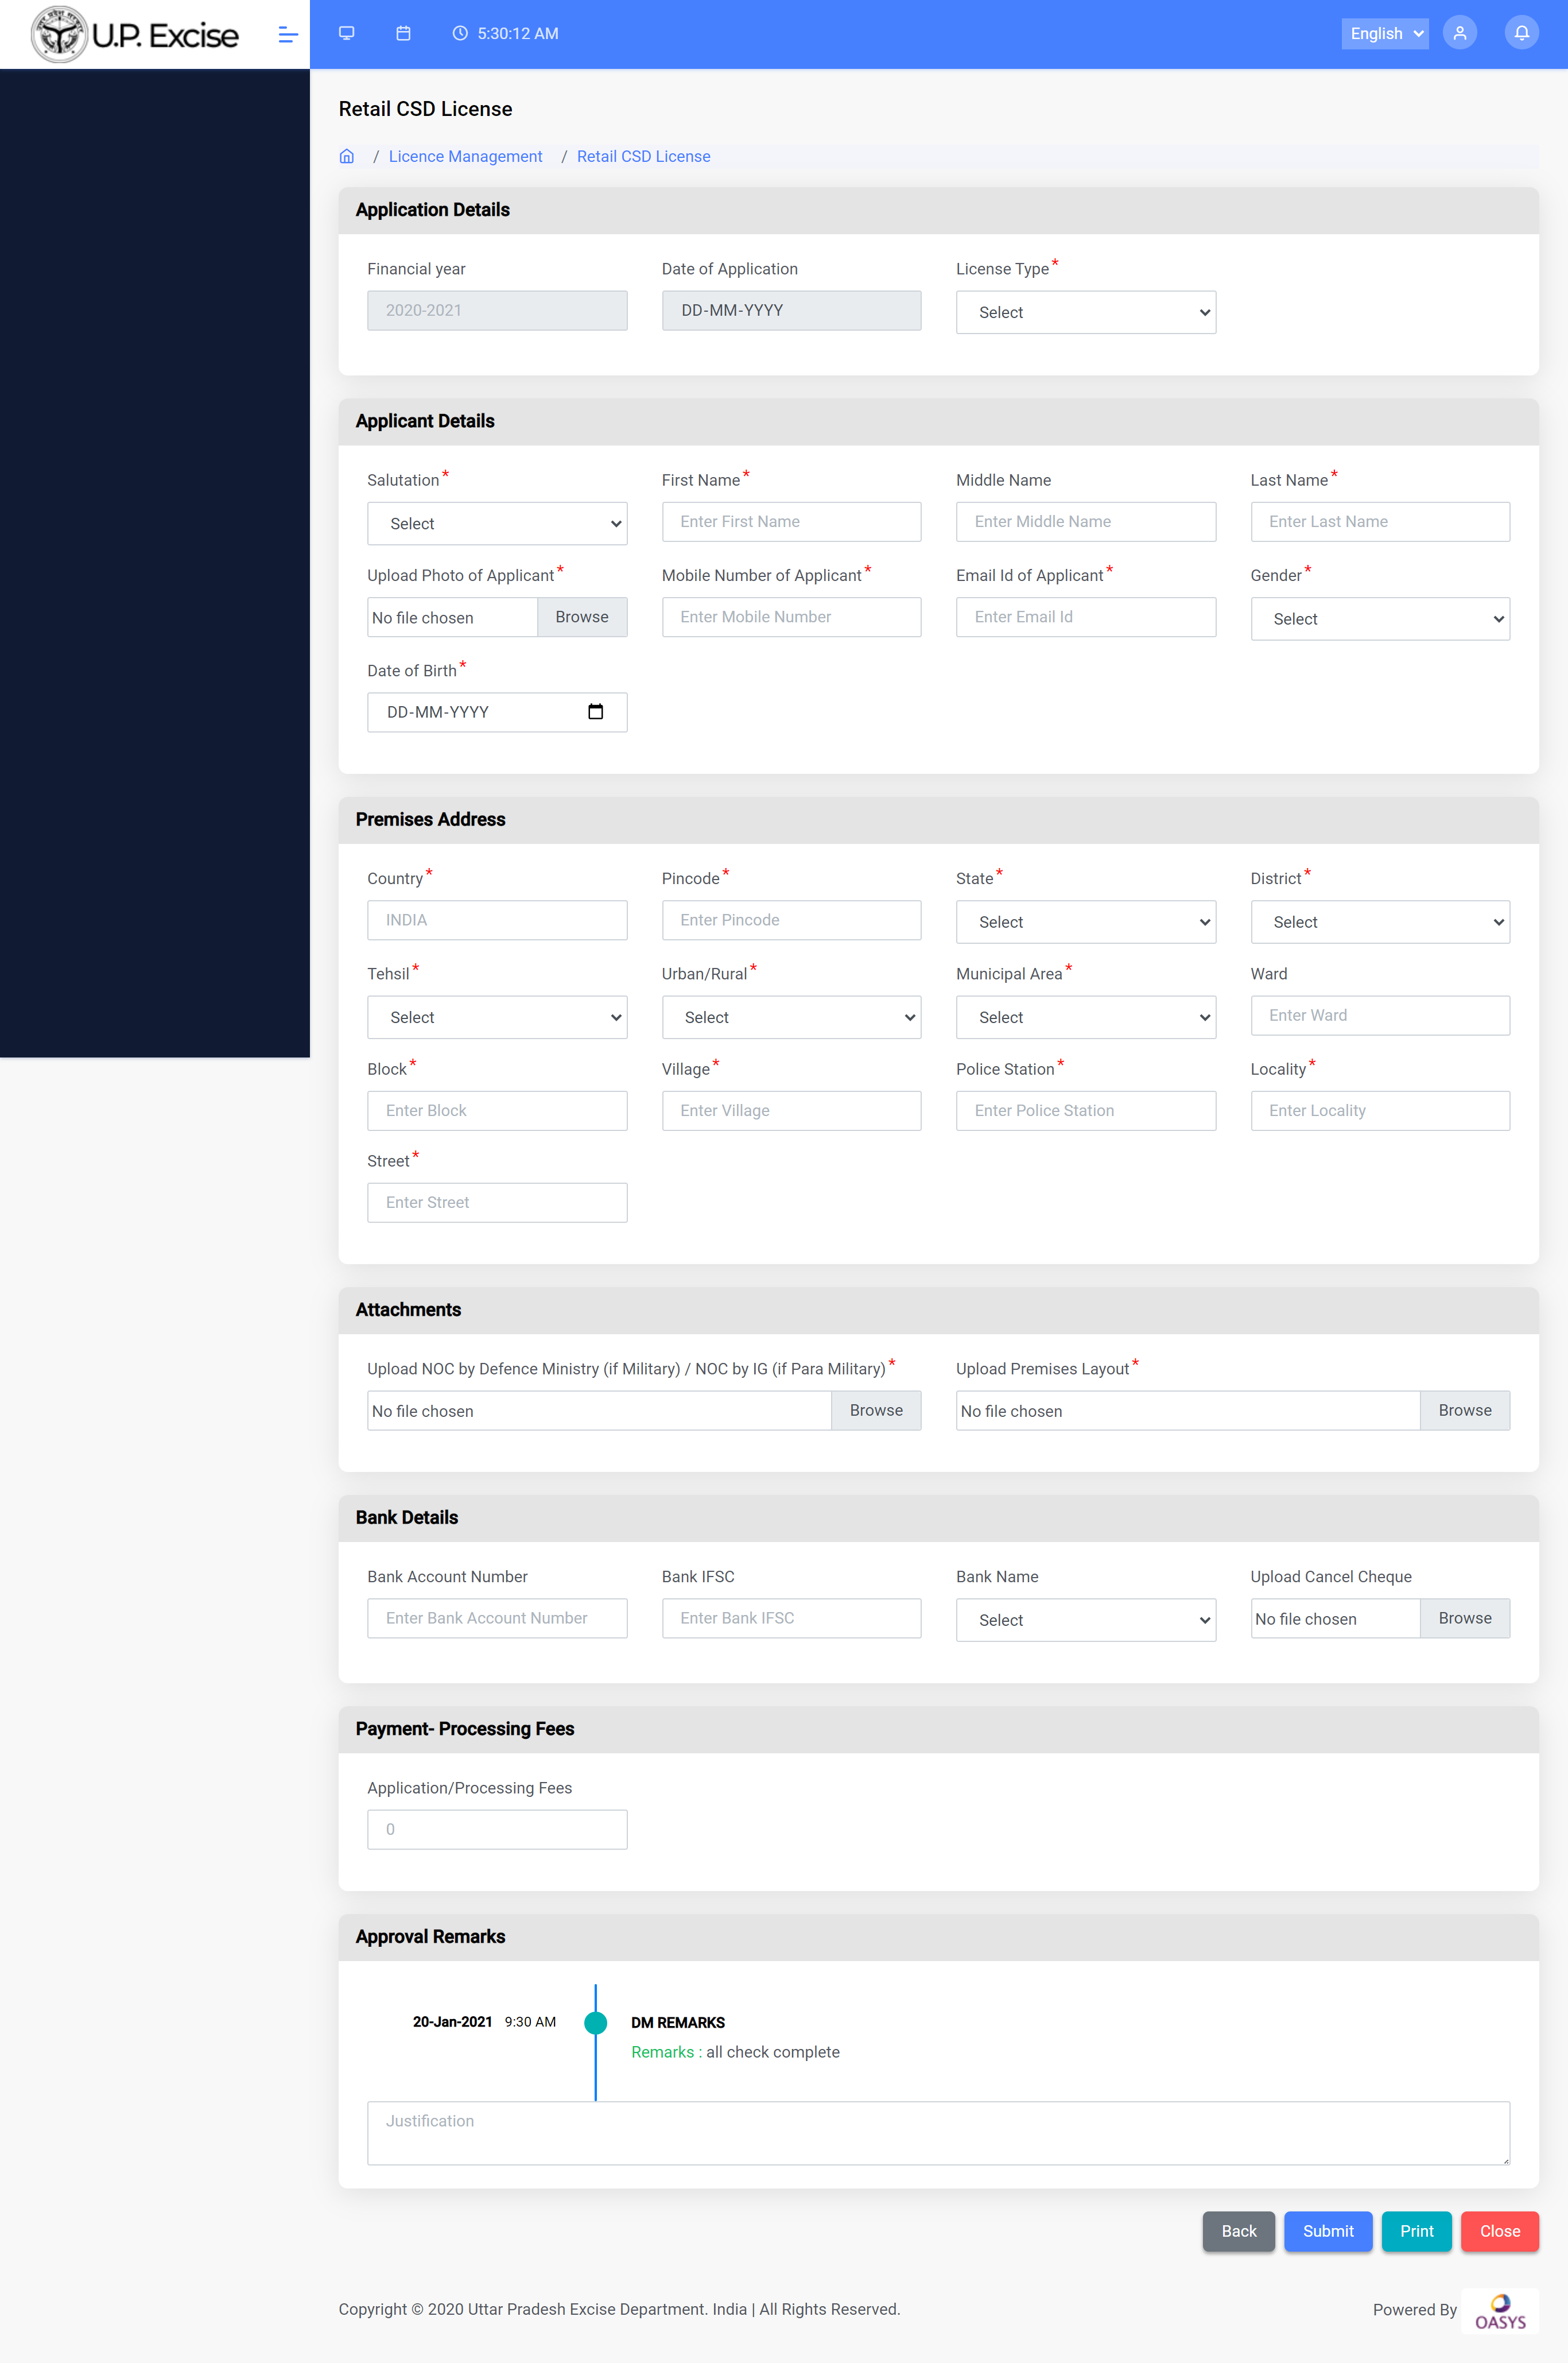 U.P. Excise
5:30:12 AM
English
Retail CSD License
/ Licence Management / Retail CSD License
Application Details
Financial year Date of Application License Type*
2020-2021 DD-MM-YYYY Select
Applicant Details
Salutation* First Name* Middle Name Last Name*
Select Enter First Name Enter Middle Name Enter Last Name
Upload Photo of Applicant* Mobile Number of Applicant* Email Id of Applicant* Gender*
No file chosen Browse Enter Mobile Number Enter Email Id Select
Date of Birth*
DD-MM-YYYY
Premises Address
Country* Pincode* State* District*
INDIA Enter Pincode Select Select
Tehsil* Urban/Rural* Municipal Area* Ward
Select Select Select Enter Ward
Block* Village* Police Station* Locality*
Enter Block Enter Village Enter Police Station Enter Locality
Street*
Enter Street
Attachments
Upload NOC by Defence Ministry (if Military) / NOC by IG (if Para Military)* Upload Premises Layout*
No file chosen Browse No file chosen Browse
Bank Details
Bank Account Number Bank IFSC Bank Name Upload Cancel Cheque
Enter Bank Account Number Enter Bank IFSC Select No file chosen Browse
Payment- Processing Fees
Application/Processing Fees
0
Approval Remarks
20-Jan-2021 9:30 AM DM REMARKS
Remarks : all check complete
Justification
Back Submit Print Close
Copyright © 2020 Uttar Pradesh Excise Department. India | All Rights Reserved. Powered By OASYS